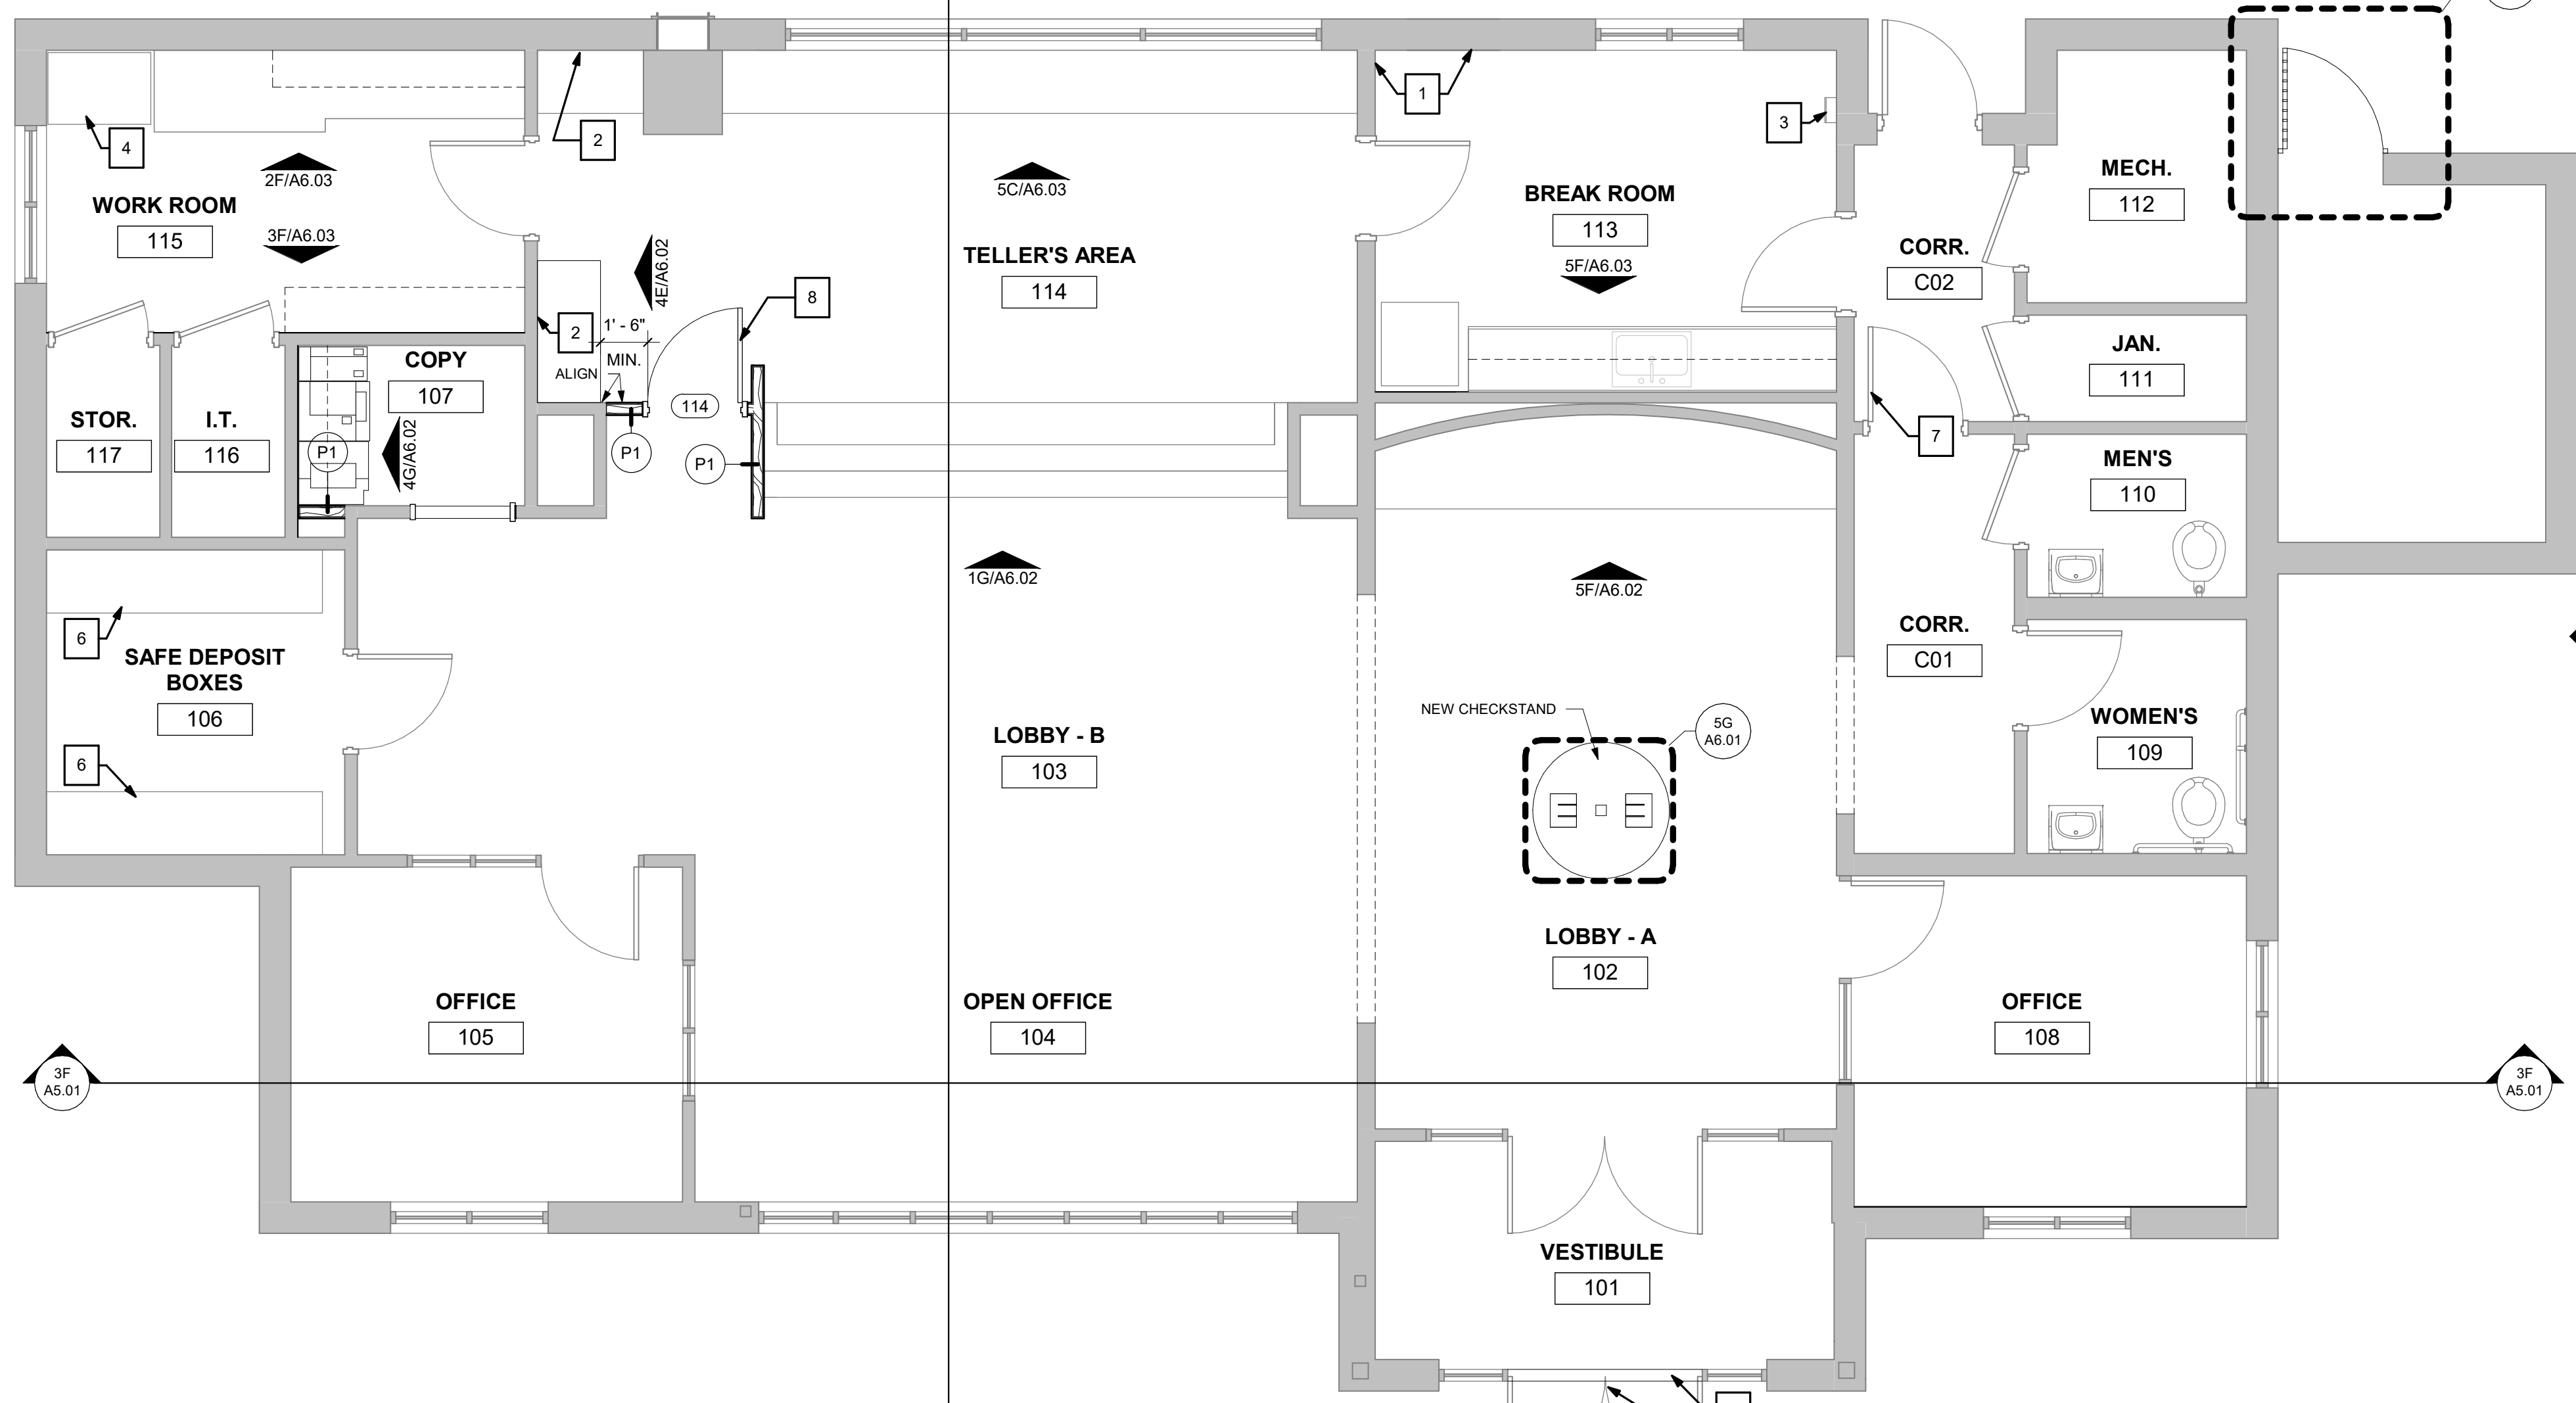 1
3
2
4
MECH.
112
2F/A6.03
5C/A6.03
BREAK ROOM
113
WORK ROOM
115
3F/A6.03
TELLER'S AREA
114
4E/A6.02
5F/A6.03
CORR.
C02
8
2
1' - 6"
MIN.
ALIGN
JAN.
111
COPY
107
114
STOR.
117
I.T.
116
P1
4G/A6.02
P1
P1
7
MEN'S
110
1G/A6.02
5F/A6.02
6
SAFE DEPOSIT
BOXES
106
CORR.
C01
NEW CHECKSTAND
5G
A6.01
WOMEN'S
109
6
LOBBY - B
103
LOBBY - A
102
OFFICE
105
OPEN OFFICE
104
OFFICE
108
3F
A5.01
3F
A5.01
VESTIBULE
101